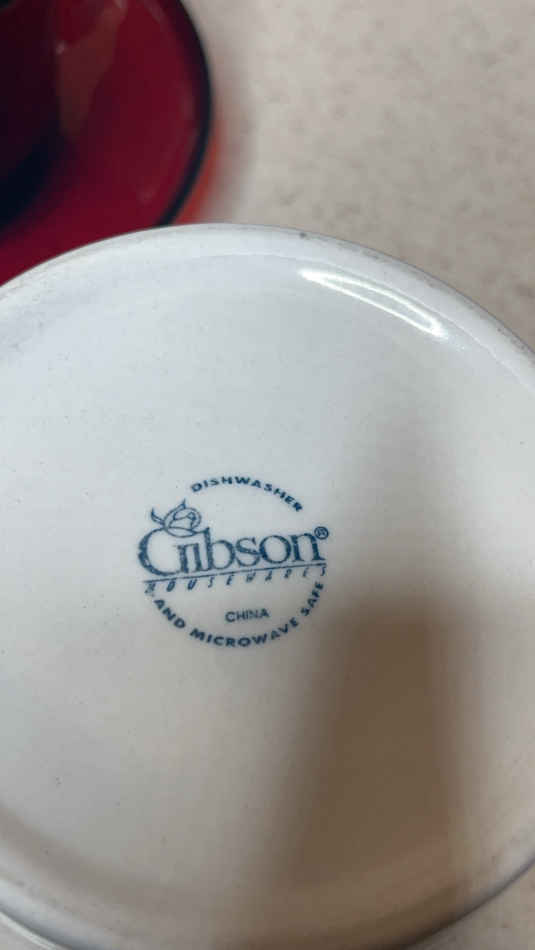 DISHWASHER
Gibson®
HOUSEWARES
CHINA
AND MICROWAVE SAFE